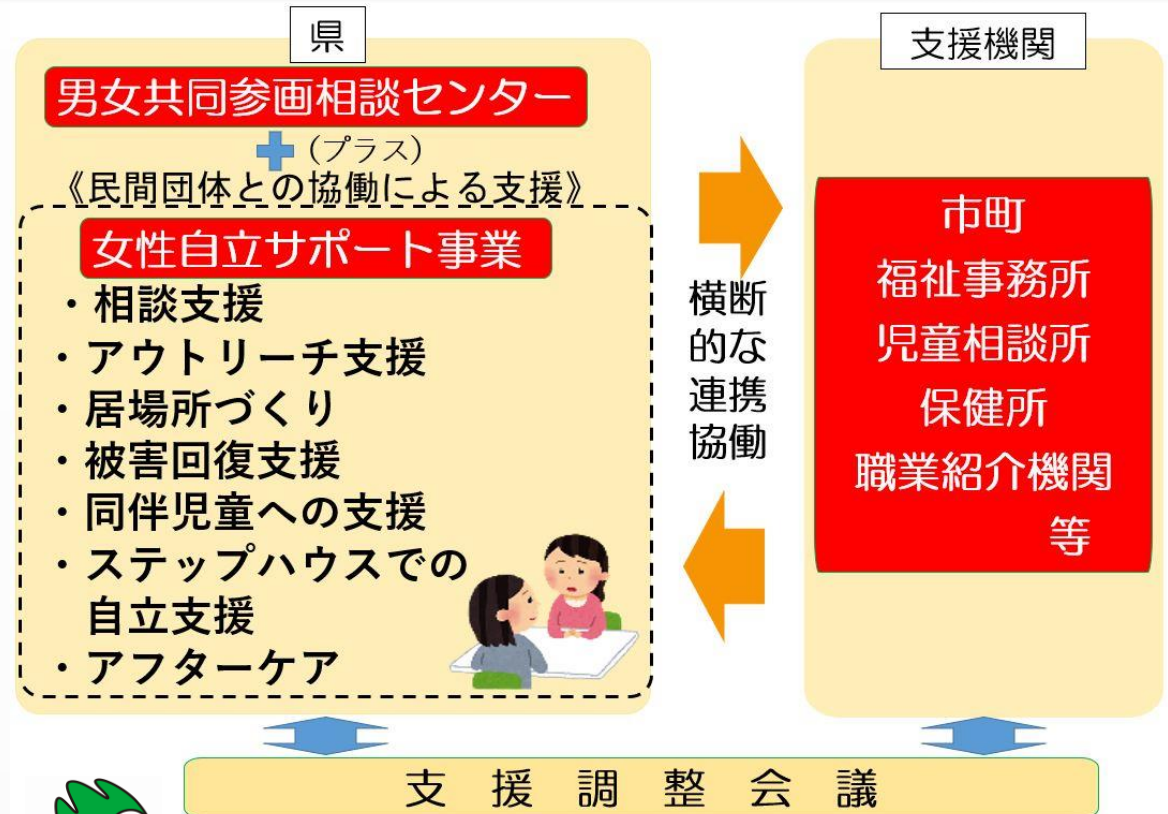 県
男女共同参画相談センター
(プラス)
《民間団体との協働による支援》
女性自立サポート事業
・相談支援
・アウトリーチ支援
・居場所づくり
・被害回復支援
・同伴児童への支援
・ステップハウスでの
自立支援
・アフターケア
横断
的な
連携
協働
支援機関
市町
福祉事務所
児童相談所
保健所
職業紹介機関
等
支援調整会議